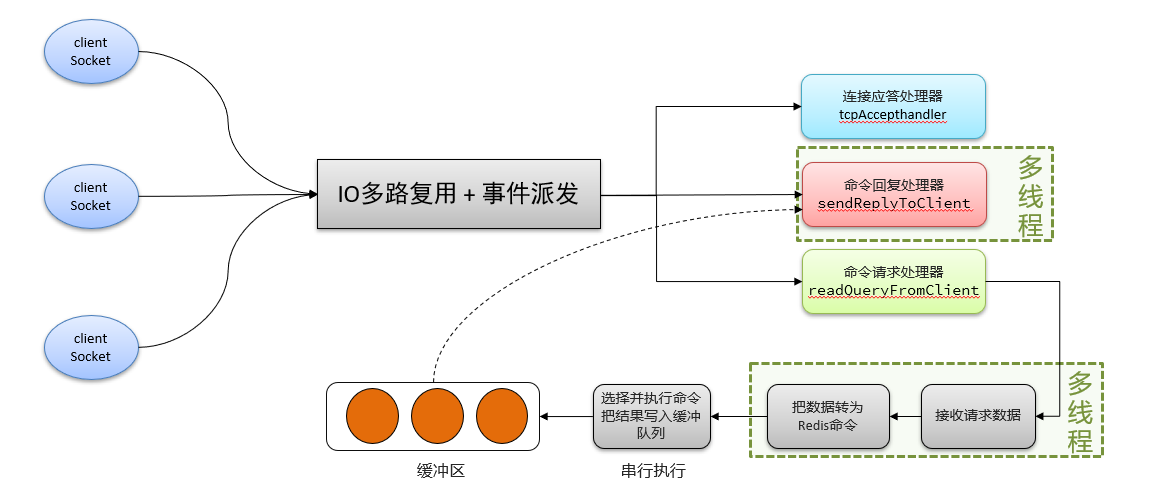 client
Socket
client
Socket
client
Socket
IO多路复用 + 事件派发
连接应答处理器
tcpAccepthandler
命令回复处理器
sendReplyToClient
多
线
程
命令请求处理器
readQueryFromClient
多
线
程
接收请求数据
把数据转为
Redis命令
选择并执行命令
把结果写入缓冲
队列
串行执行
缓冲区